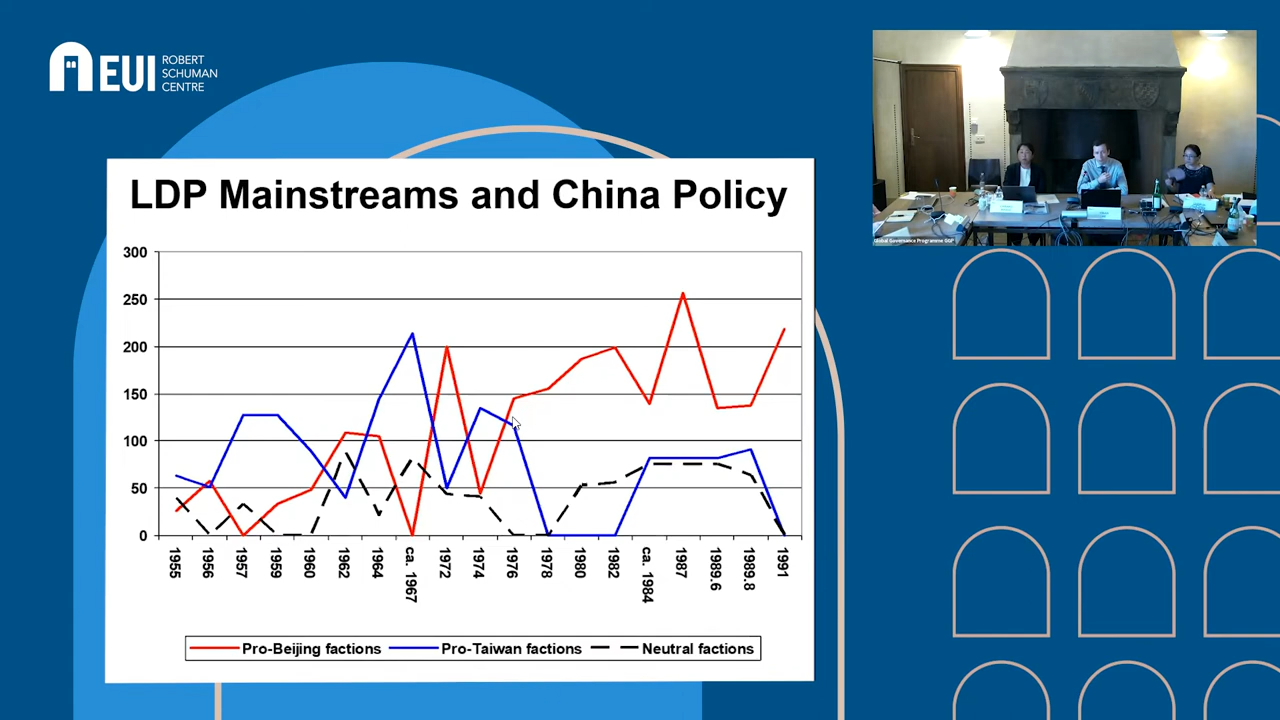 EUI
ROBERT
SCHUMAN
CENTRE
LDP Mainstreams and China Policy
300
250
200
150
100
50
0
1955
1956
1957
1959
1960
1962
1964
ca. 1967
1972
1974
1976
1978
1980
1982
ca. 1984
1987
1989.6
1989.8
1991
Pro-Beijing factions
Pro-Taiwan factions
Neutral factions
Global Governance Programme GGP